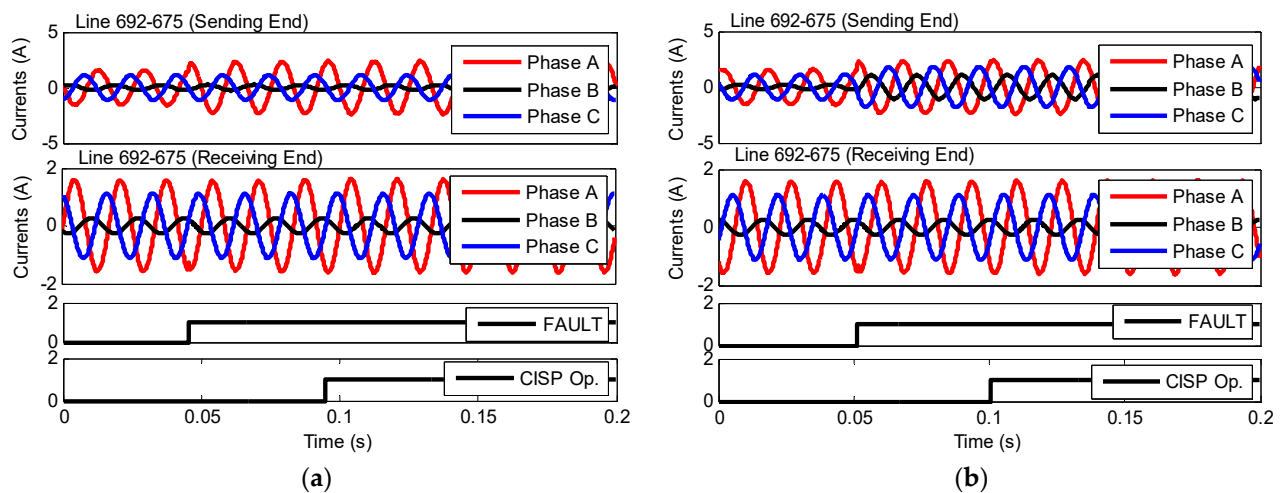 Line 692-675 (Sending End)
5
0
-5
Currents (A)
Phase A
Phase B
Phase C
Line 692-675 (Receiving End)
2
0
-2
Currents (A)
Phase A
Phase B
Phase C
2
1
0
FAULT
2
1
0
CISP Op.
0 0.05 0.1 0.15 0.2
Time (s)
(a)
Line 692-675 (Sending End)
5
0
-5
Currents (A)
Phase A
Phase B
Phase C
Line 692-675 (Receiving End)
2
0
-2
Currents (A)
Phase A
Phase B
Phase C
2
1
0
FAULT
2
1
0
CISP Op.
0 0.05 0.1 0.15 0.2
Time (s)
(b)